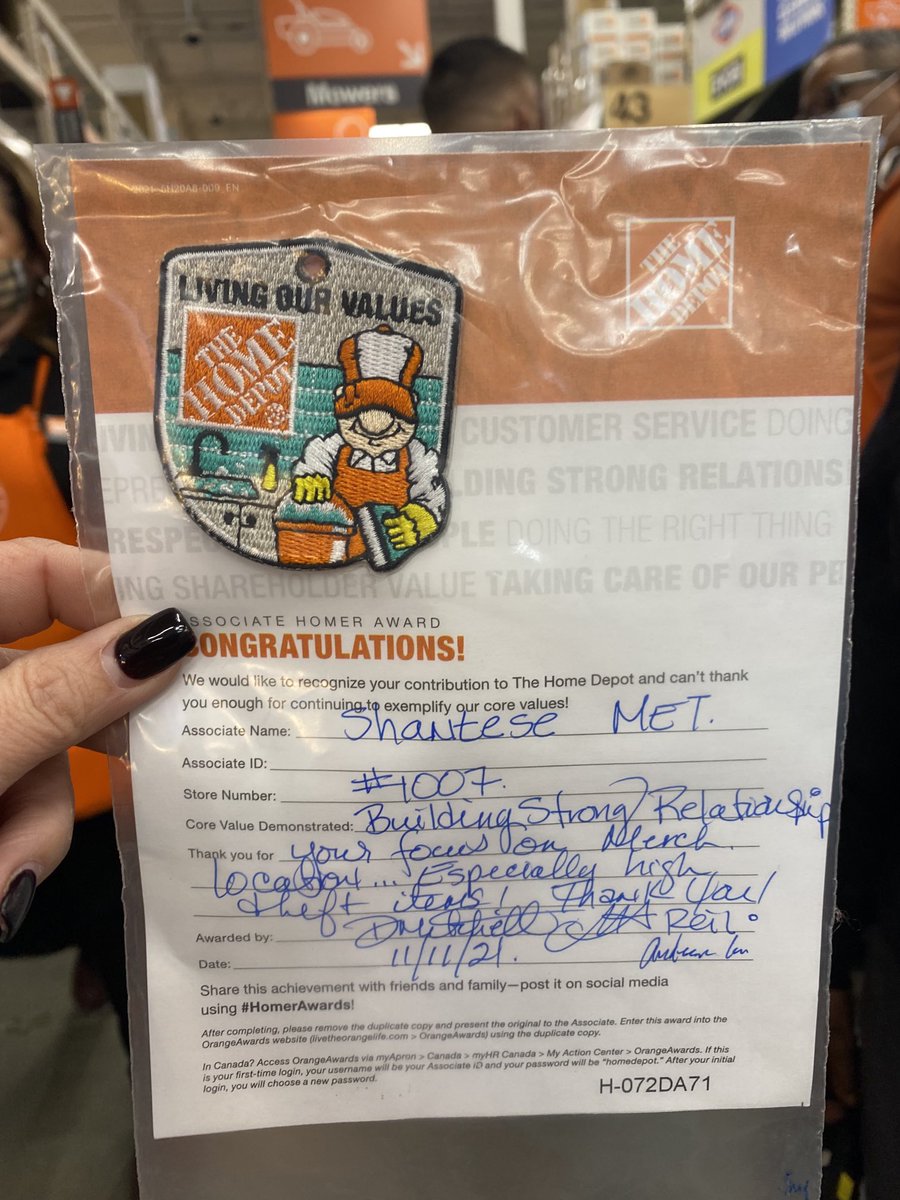 Mowers
43
2021-GN20A8-009_EN
LIVING OUR VALUES
THE HOME DEPOT
THE HOME DEPOT
CUSTOMER SERVICE DOING
LDING STRONG RELATIONS
RESPE PLE DOING THE RIGHT THING
ING SHAREHOLDER VALUE TAKING CARE OF OUR PE
SSOCIATE HOMER AWARD
CONGRATULATIONS!
We would like to recognize your contribution to The Home Depot and can't thank
you enough for continuing to exemplify our core values!
Associate Name: Shantese MET.
Associate ID:
Store Number: #1007.
Core Value Demonstrated: Building Strong Relationship
Thank you for your focus on Merch.
location... Especially high
theft items! Thank You!
Awarded by:
Date: 11/11/21.
Share this achievement with friends and family—post it on social media
using #HomerAwards!
After completing, please remove the duplicate copy and present the original to the Associate. Enter this award into the
OrangeAwards website (livetheorangelife.com > OrangeAwards) using the duplicate copy.
In Canada? Access OrangeAwards via myApron > Canada > myHR Canada > My Action Center > OrangeAwards. If this
is your first-time login, your username will be your Associate ID and your password will be "homedepot." After your initial
login, you will choose a new password.
H-072DA71